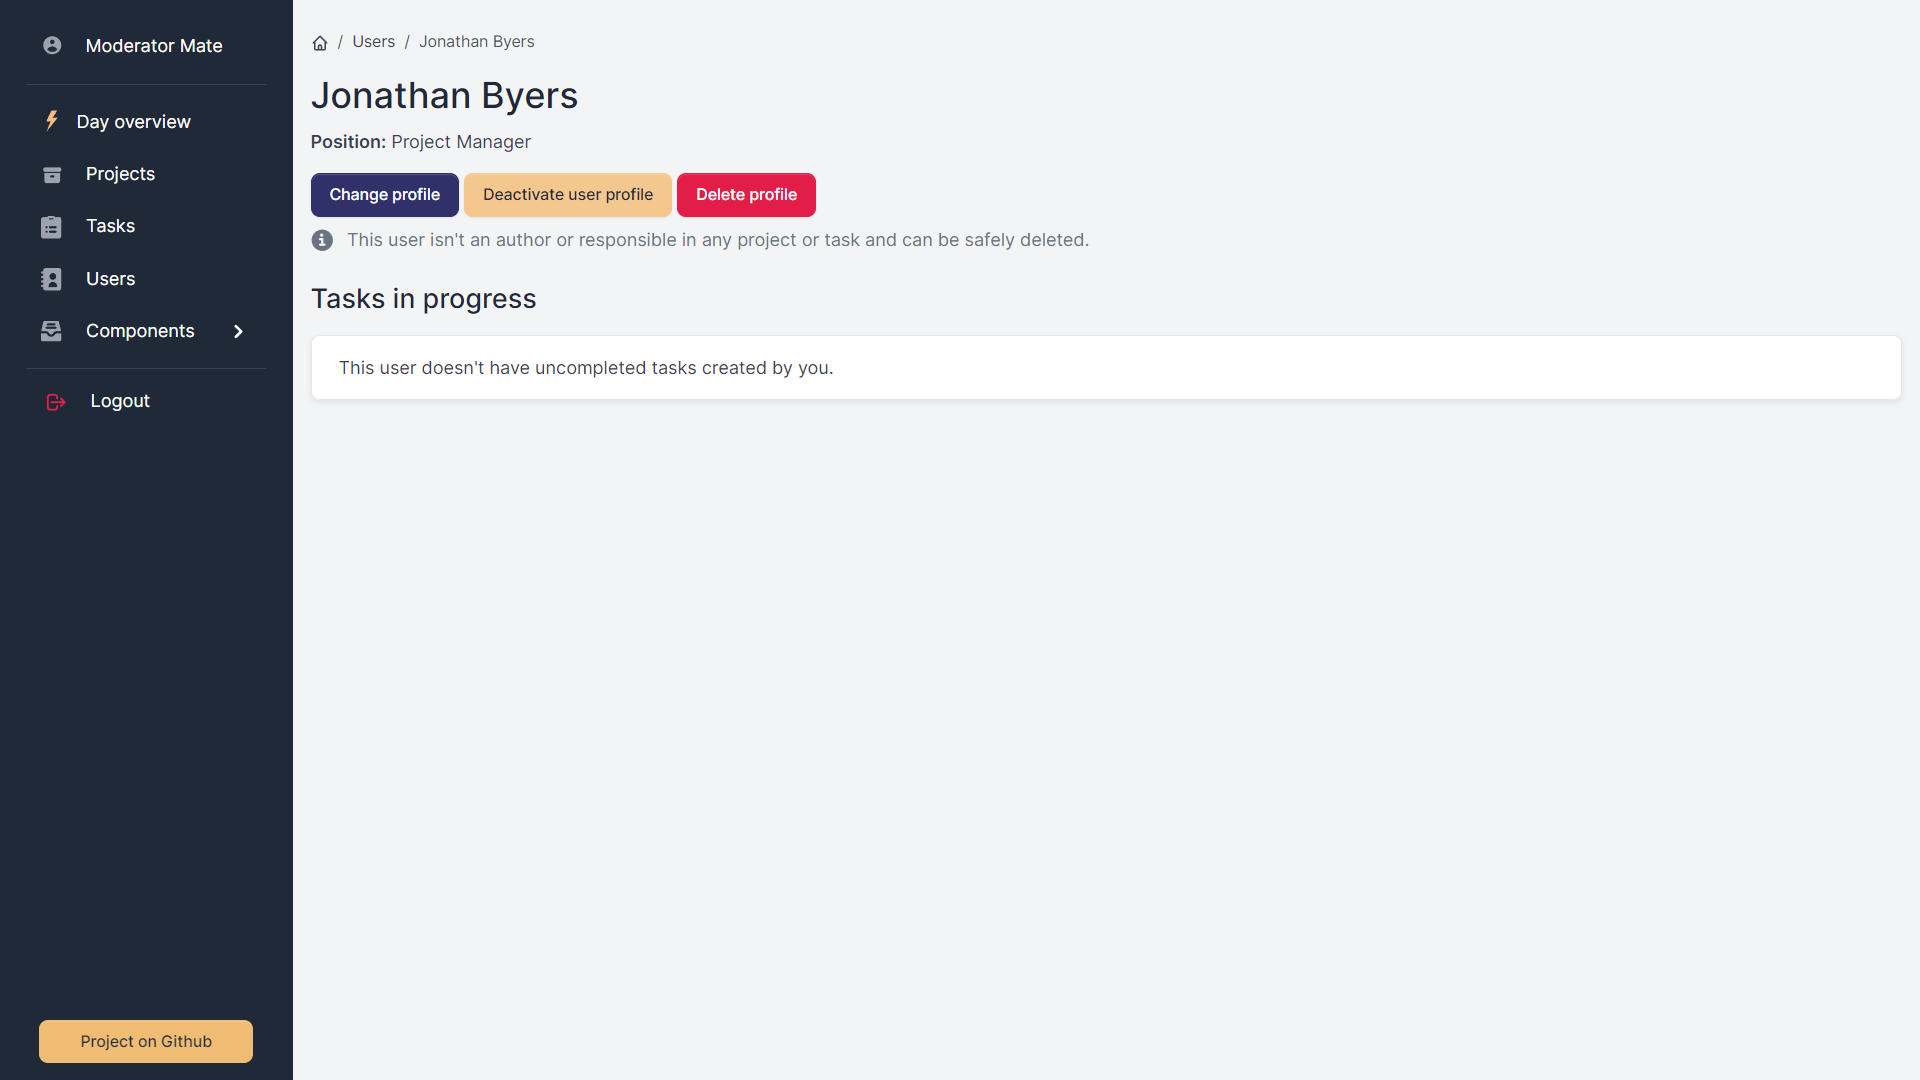 Moderator Mate
Day overview
Projects
Tasks
Users
Components
Logout
Project on Github
/ Users / Jonathan Byers
Jonathan Byers
Position: Project Manager
Change profile Deactivate user profile Delete profile
This user isn't an author or responsible in any project or task and can be safely deleted.
Tasks in progress
This user doesn't have uncompleted tasks created by you.